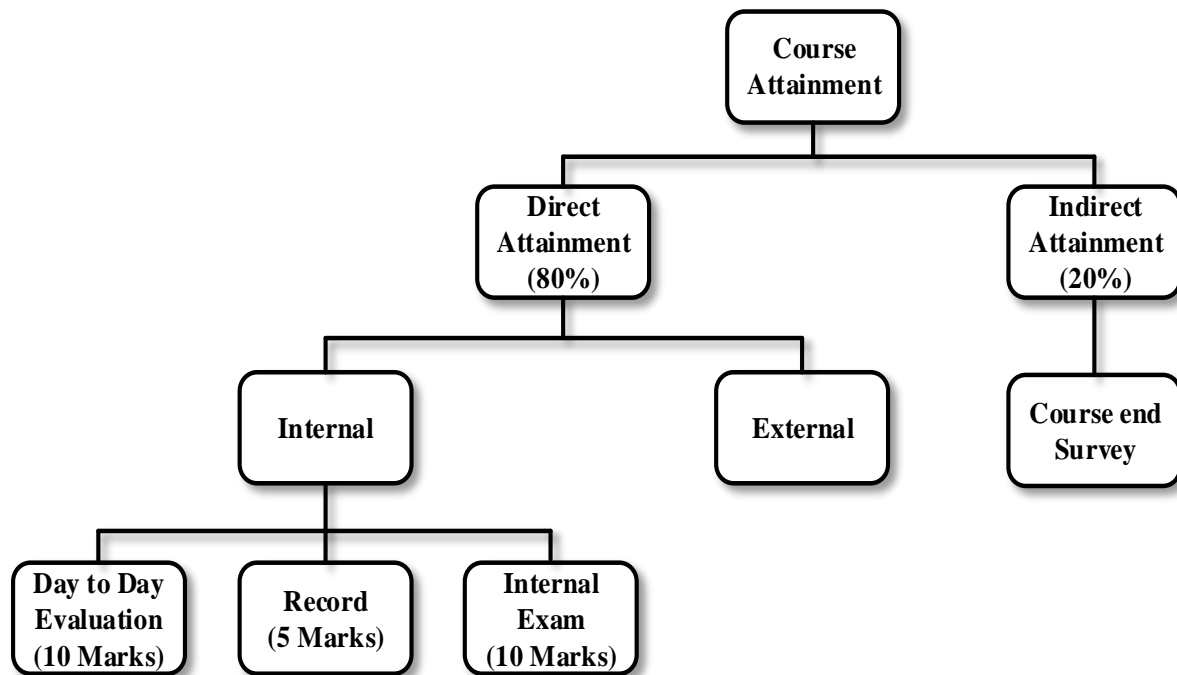 Course
Attainment
Direct
Attainment
(80%)
Indirect
Attainment
(20%)
Internal
External
Course end
Survey
Day to Day
Evaluation
(10 Marks)
Record
(5 Marks)
Internal
Exam
(10 Marks)